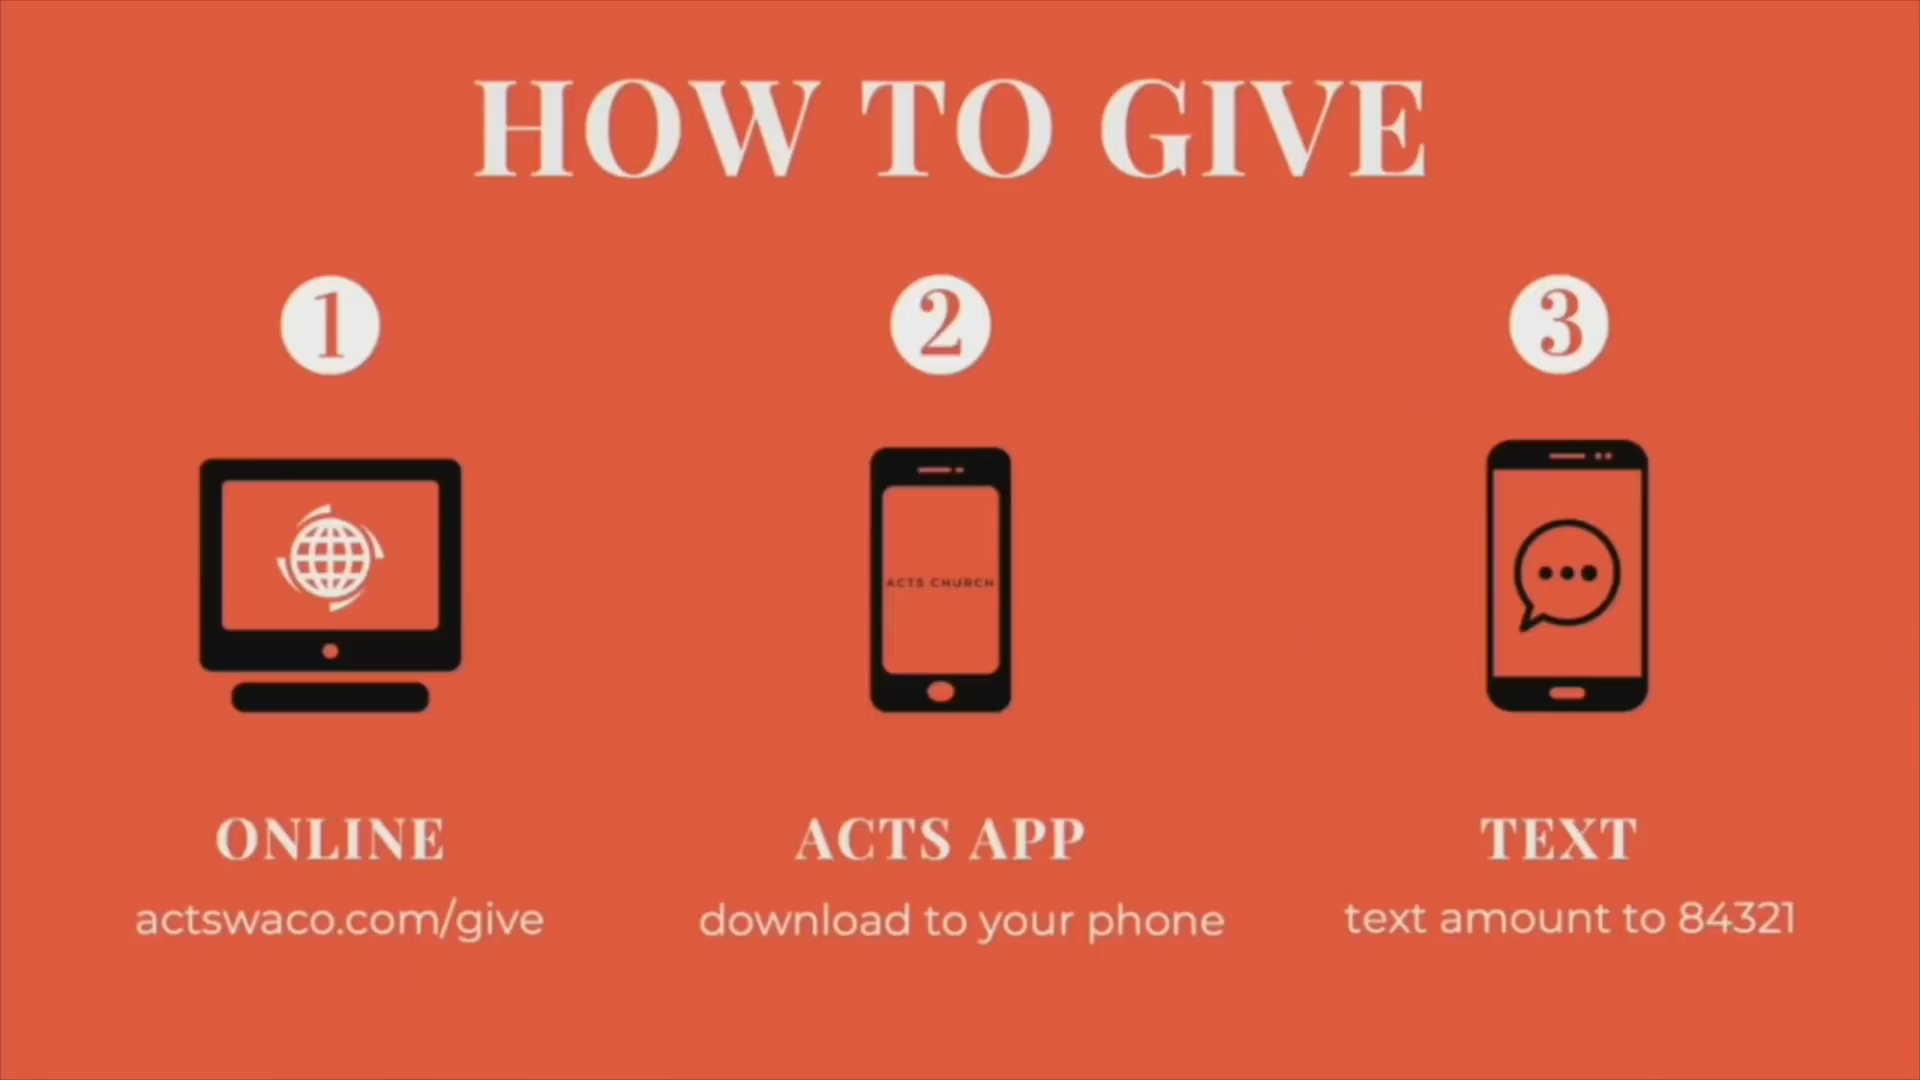 HOW TO GIVE
1
2
3
ACTS CHURCH
ONLINE
ACTS APP
TEXT
actswaco.com/give
download to your phone
text amount to 84321